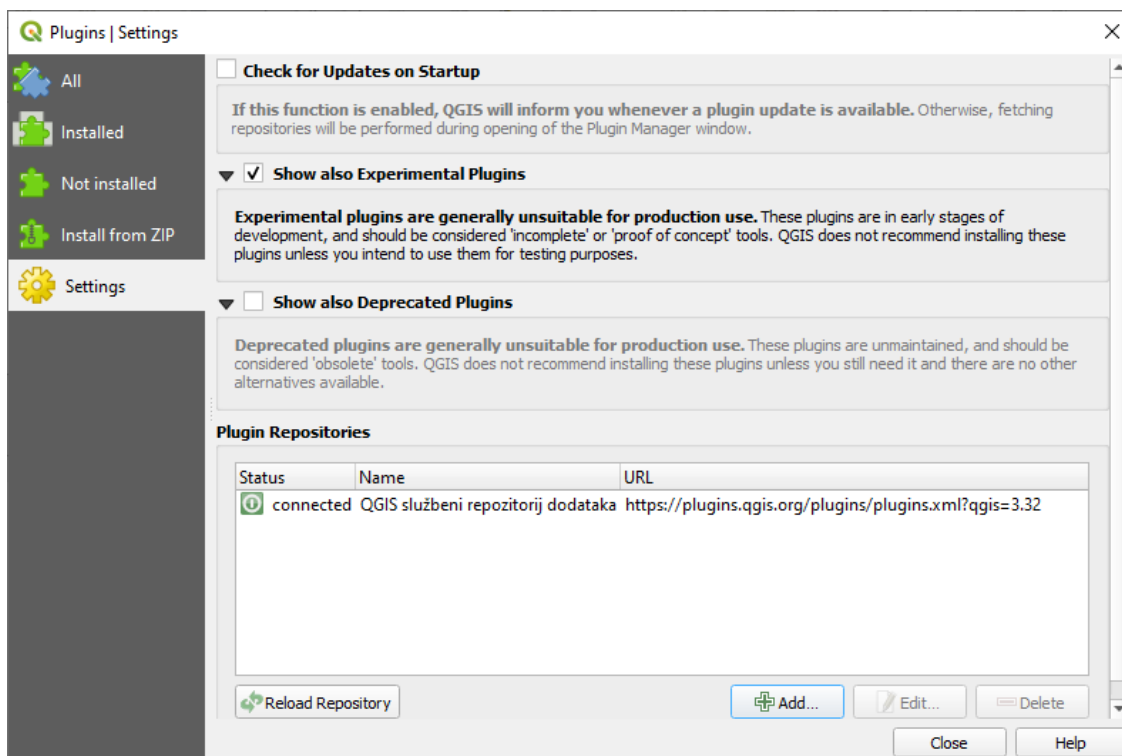 Plugins | Settings
All
Installed
Not installed
Install from ZIP
Settings
Check for Updates on Startup
If this function is enabled, QGIS will inform you whenever a plugin update is available. Otherwise, fetching
repositories will be performed during opening of the Plugin Manager window.
Show also Experimental Plugins
Experimental plugins are generally unsuitable for production use. These plugins are in early stages of
development, and should be considered 'incomplete' or 'proof of concept' tools. QGIS does not recommend installing these
plugins unless you intend to use them for testing purposes.
Show also Deprecated Plugins
Deprecated plugins are generally unsuitable for production use. These plugins are unmaintained, and should be
considered 'obsolete' tools. QGIS does not recommend installing these plugins unless you still need it and there are no other
alternatives available.
Plugin Repositories
Status Name URL
connected QGIS službeni repozitorij dodataka https://plugins.qgis.org/plugins/plugins.xml?qgis=3.32
Reload Repository Add... Edit... Delete
Close Help